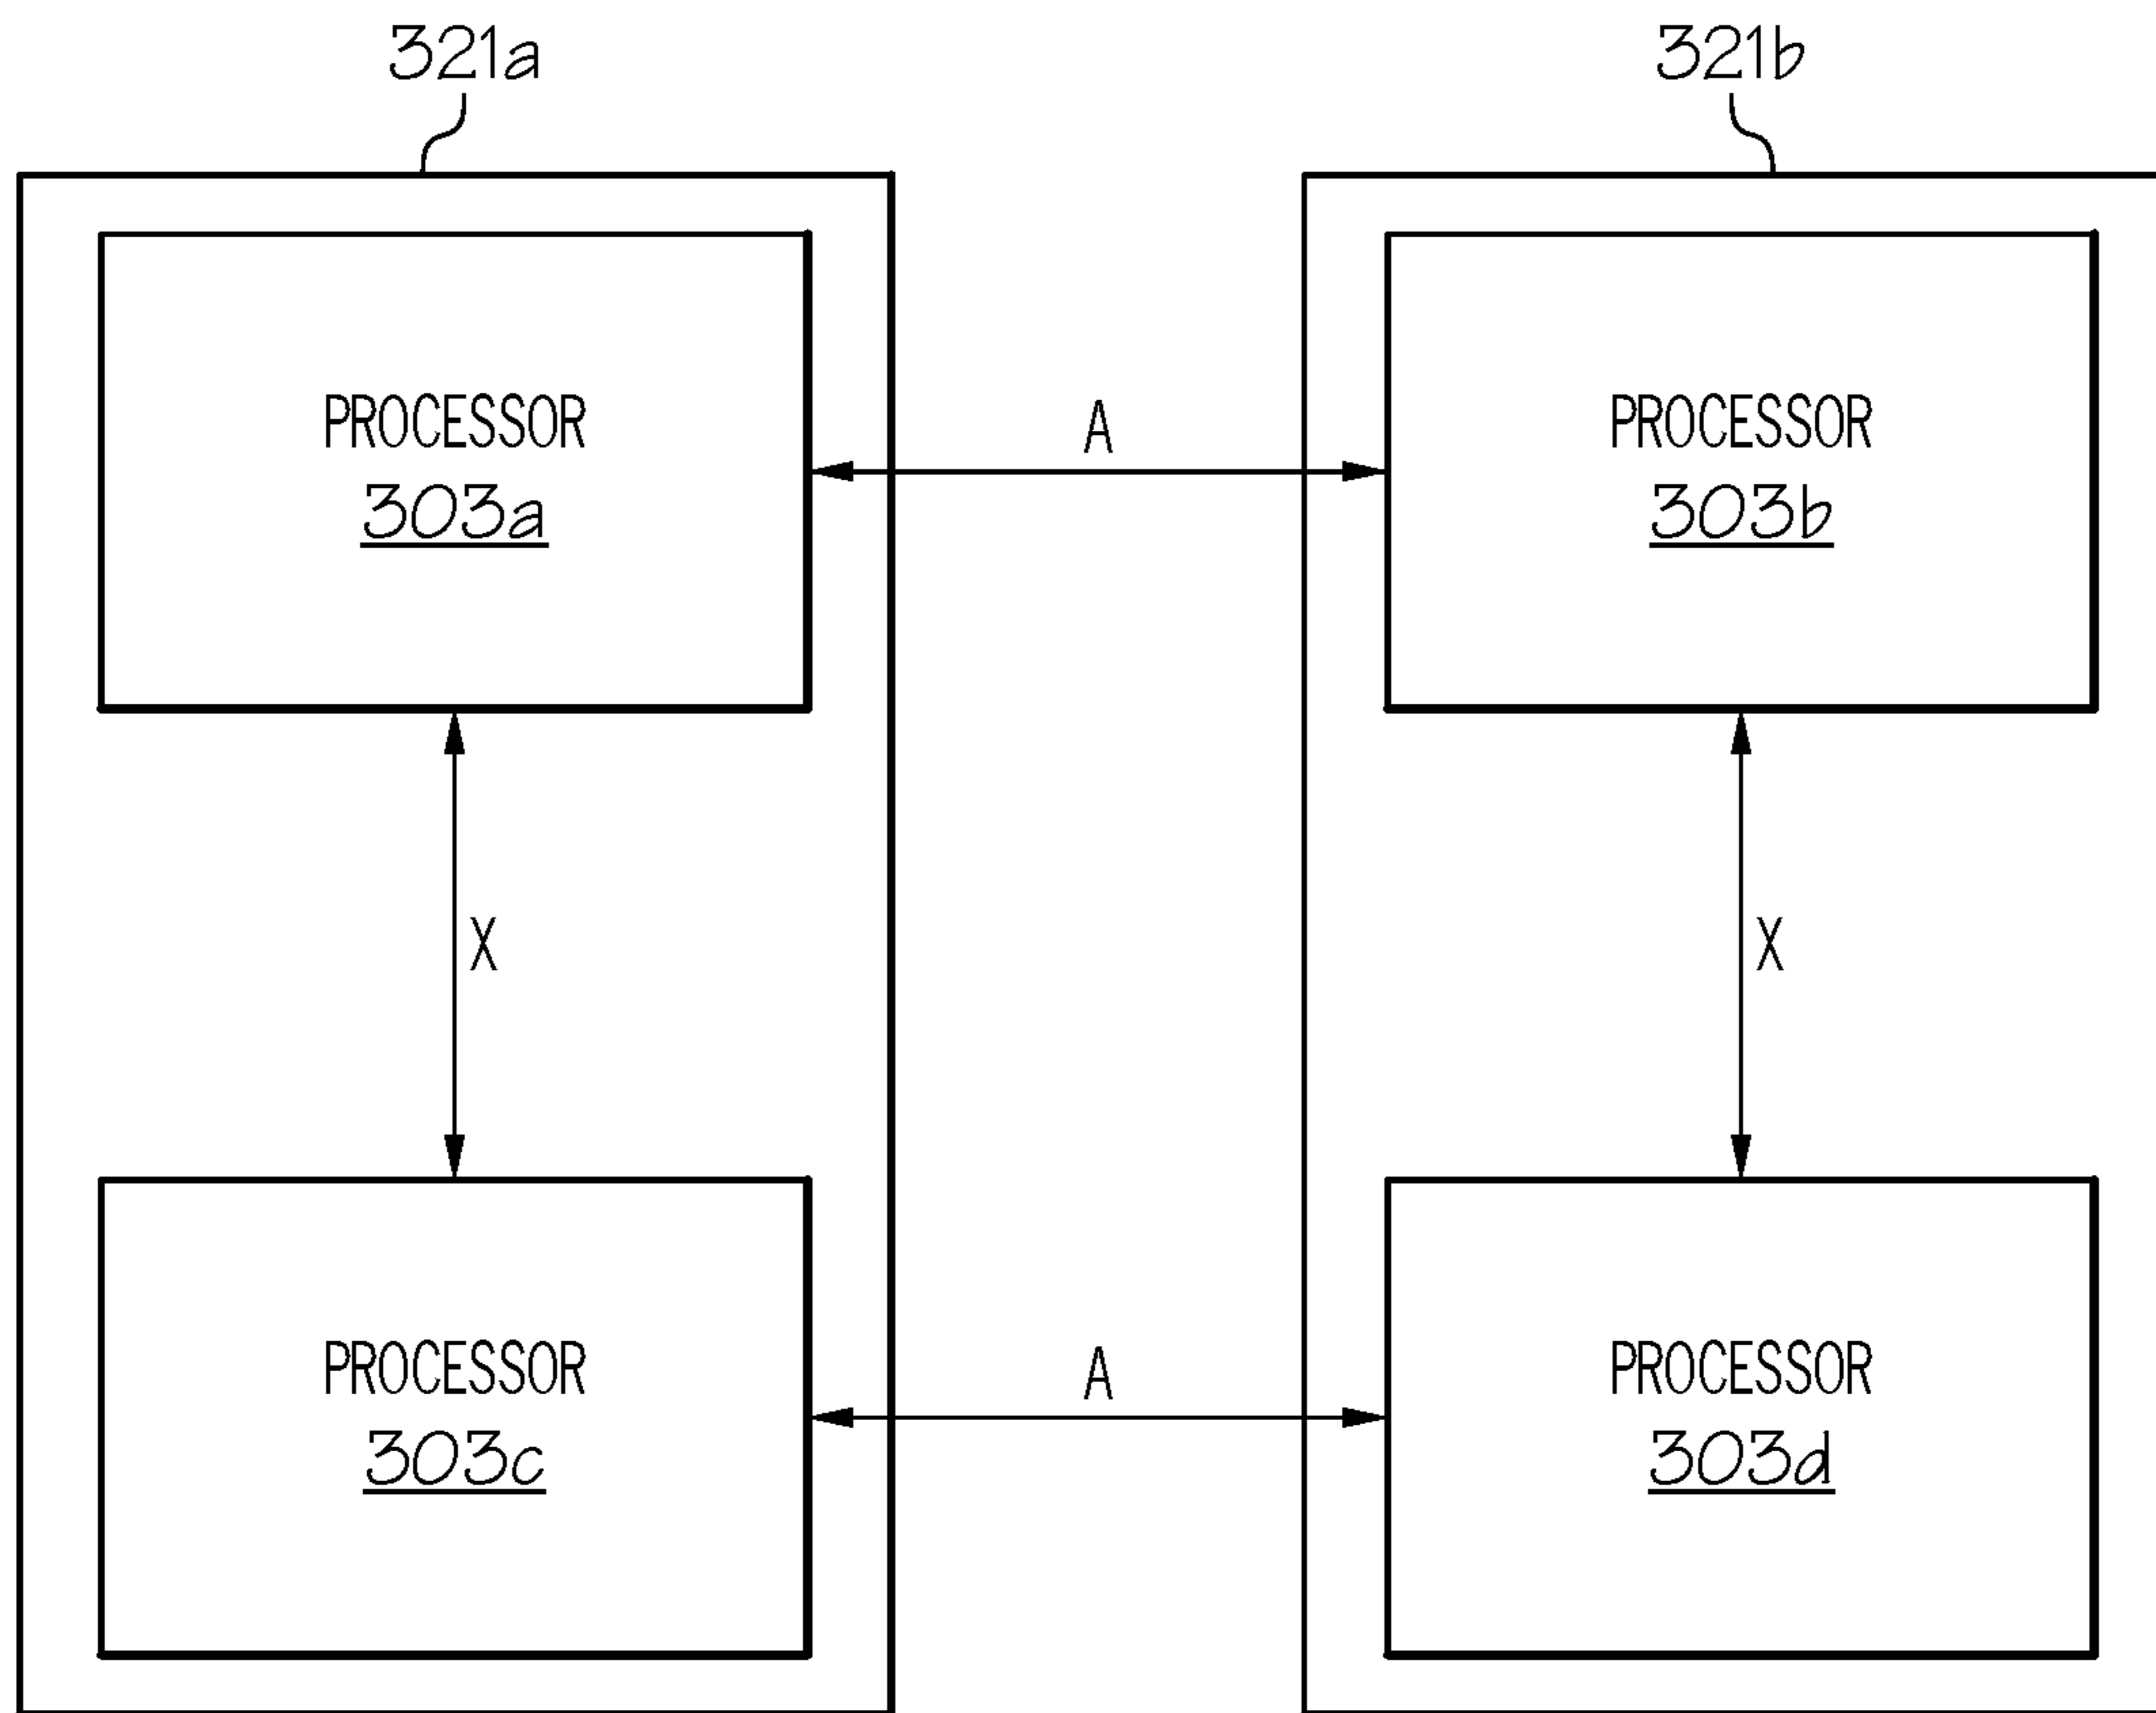 321a
321b
PROCESSOR
303a
A
PROCESSOR
303b
X
X
PROCESSOR
303c
A
PROCESSOR
303d